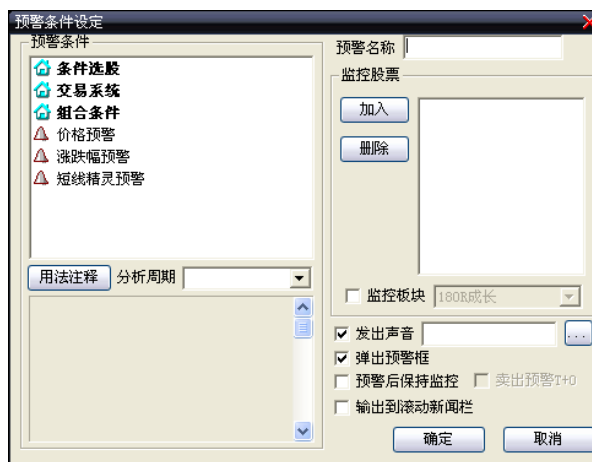 预警条件设定
预警条件
条件选股
交易系统
组合条件
价格预警
涨跌幅预警
短线精灵预警
用法注释 分析周期
预警名称
监控股票
加入
删除
监控板块 180R成长
发出声音 ...
弹出预警框
预警后保持监控 卖出预警T+0
输出到滚动新闻栏
确定 取消